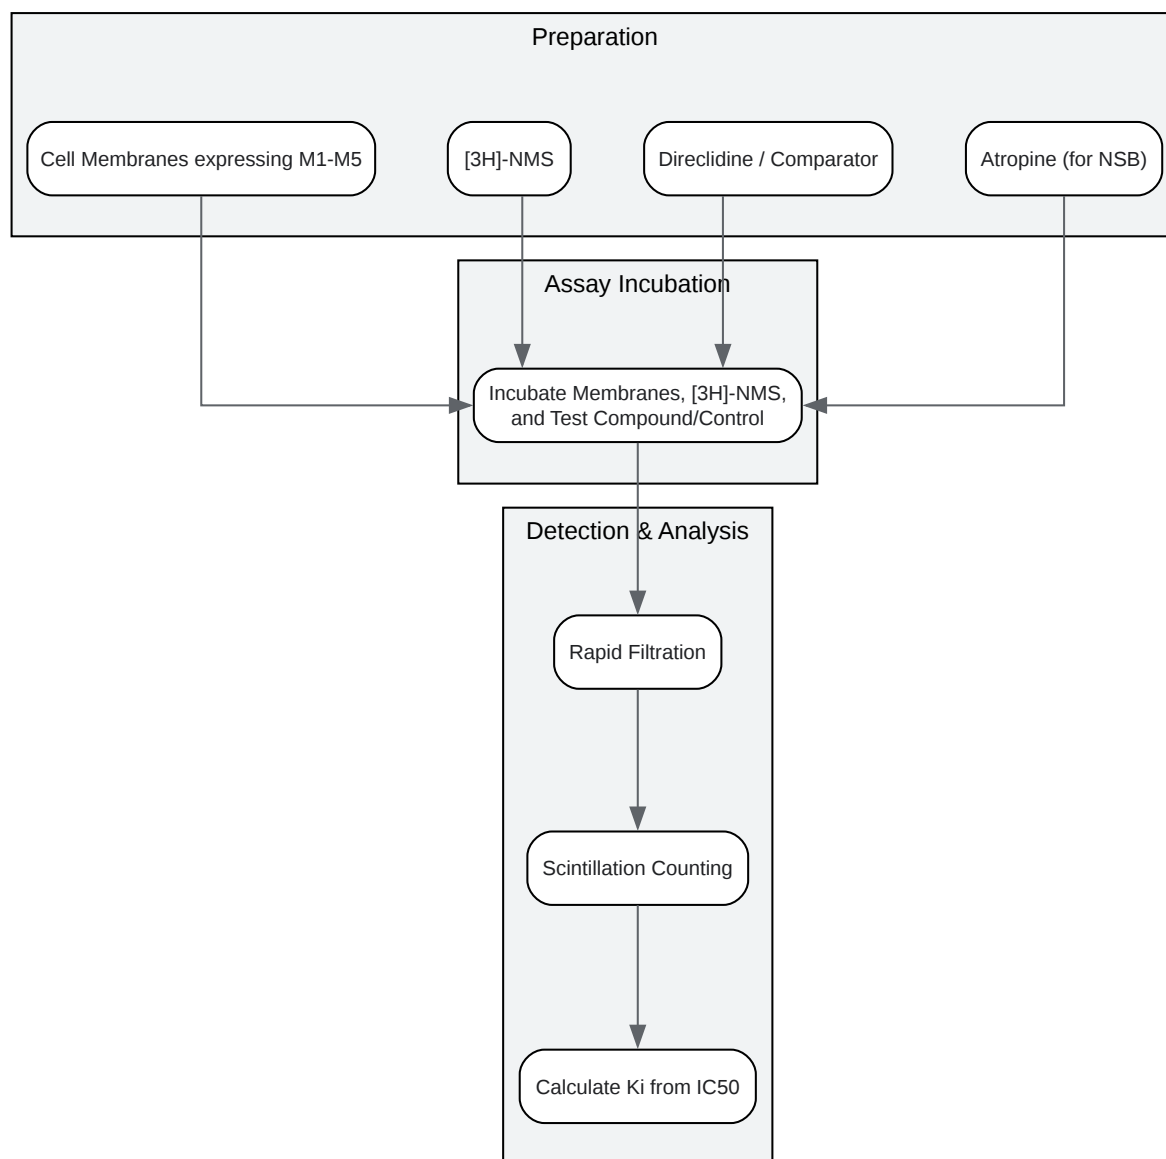 Preparation
Cell Membranes expressing M1-M5
[3H]-NMS
Direclidine / Comparator
Atropine (for NSB)
Assay Incubation
Incubate Membranes, [3H]-NMS,
and Test Compound/Control
Detection & Analysis
Rapid Filtration
Scintillation Counting
Calculate Ki from IC50